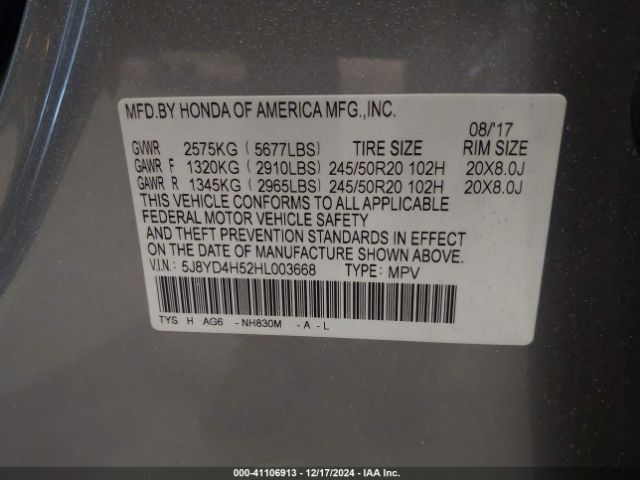 MFD.BY HONDA OF AMERICA MFG.,INC.
08/'17
GVWR 2575KG ( 5677LBS) TIRE SIZE RIM SIZE
GAWR F 1320KG ( 2910LBS) 245/50R20 102H 20X8.0J
GAWR R 1345KG ( 2965LBS) 245/50R20 102H 20X8.0J
THIS VEHICLE CONFORMS TO ALL APPLICABLE
FEDERAL MOTOR VEHICLE SAFETY
AND THEFT PREVENTION STANDARDS IN EFFECT
ON THE DATE OF MANUFACTURE SHOWN ABOVE.
V.I.N.: 5J8YD4H52HL003668 TYPE: MPV
TYS H AG6 -NH830M -A-L
000-41106913 - 12/17/2024 - IAA Inc.